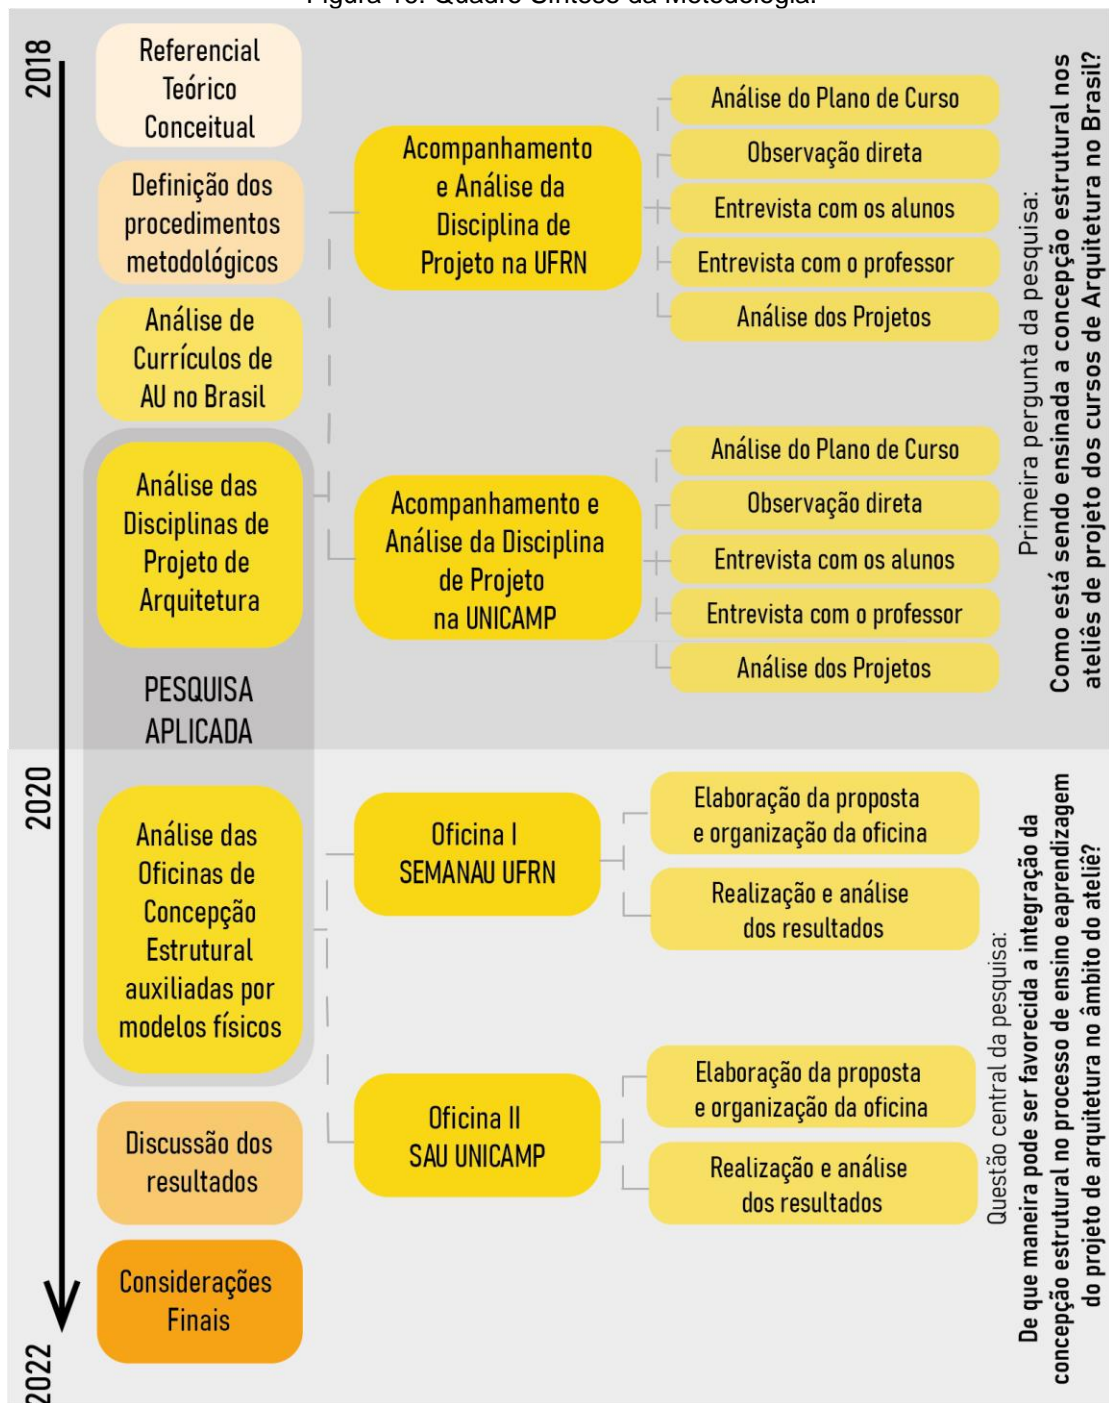 Figura 10: Quadro Síntese da Metodologia.
2018
Referencial
Teórico
Conceitual
Definição dos
procedimentos
metodológicos
Análise de
Currículos de
AU no Brasil
Análise das
Disciplinas de
Projeto de
Arquitetura
PESQUISA
APLICADA
Acompanhamento
e Análise da
Disciplina de
Projeto na UFRN
Análise do Plano de Curso
Observação direta
Entrevista com os alunos
Entrevista com o professor
Análise dos Projetos
Acompanhamento e
Análise da Disciplina
de Projeto
na UNICAMP
Análise do Plano de Curso
Observação direta
Entrevista com os alunos
Entrevista com o professor
Análise dos Projetos
Primeira pergunta da pesquisa:
Como está sendo ensinada a concepção estrutural nos
ateliês de projeto dos cursos de Arquitetura no Brasil?
2020
Análise das
Oficinas de
Concepção
Estrutural
auxiliadas por
modelos físicos
Oficina I
SEMANAU UFRN
Elaboração da proposta
e organização da oficina
Realização e análise
dos resultados
Oficina II
SAU UNICAMP
Elaboração da proposta
e organização da oficina
Realização e análise
dos resultados
Discussão dos
resultados
Considerações
Finais
Questão central da pesquisa:
De que maneira pode ser favorecida a integração da
concepção estrutural no processo de ensino eaprendizagem
do projeto de arquitetura no âmbito do ateliê?
2022